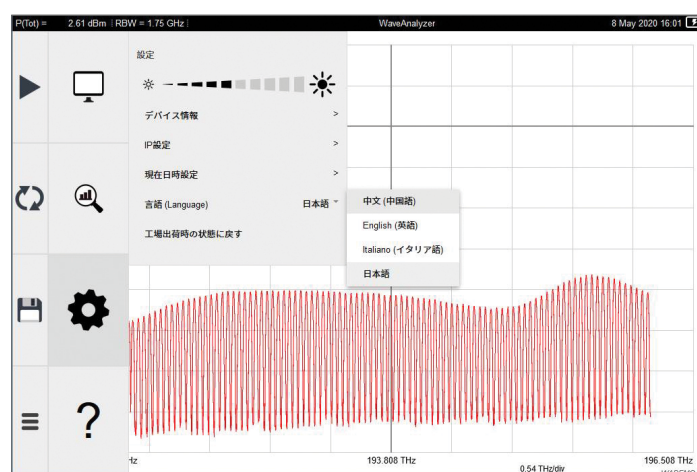 P(Tot) = 2.61 dBm | RBW = 1.75 GHz | WaveAnalyzer 8 May 2020 16:01
設定
デバイス情報 >
IP設定 >
現在日時設定 >
言語 (Language) 日本語
工場出荷時の状態に戻す
中文 (中国語)
English (英語)
Italiano (イタリア語)
日本語
?
Hz 193.808 THz 196.508 THz
0.54 THz/div